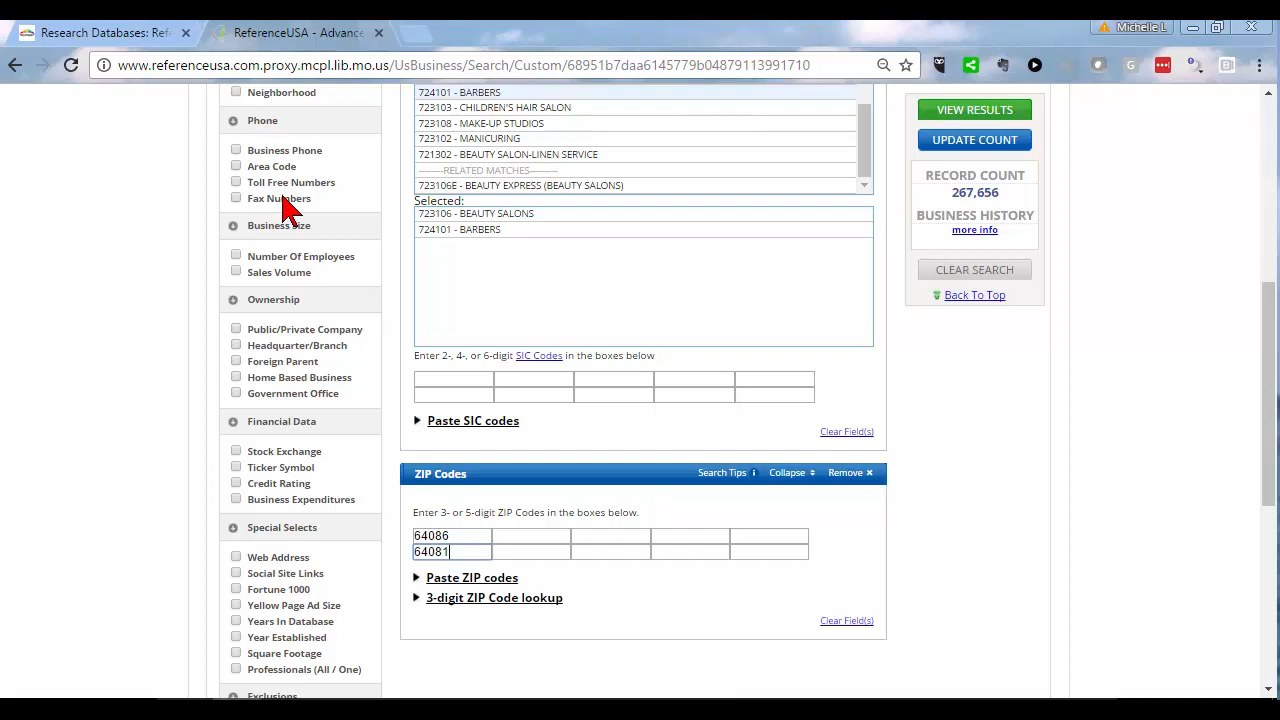 Research Databases: Ref
ReferenceUSA - Advance
Michelle L
www.referenceusa.com.proxy.mcpl.lib.mo.us/UsBusiness/Search/Custom/68951b7daa6145779b04879113991710
Neighborhood
Phone
Business Phone
Area Code
Toll Free Numbers
Fax Numbers
Business Size
Number Of Employees
Sales Volume
Ownership
Public/Private Company
Headquarter/Branch
Foreign Parent
Home Based Business
Government Office
Financial Data
Stock Exchange
Ticker Symbol
Credit Rating
Business Expenditures
Special Selects
Web Address
Social Site Links
Fortune 1000
Yellow Page Ad Size
Years In Database
Year Established
Square Footage
Professionals (All / One)
Exclusions
724101 - BARBERS
723103 - CHILDREN'S HAIR SALON
723108 - MAKE-UP STUDIOS
723102 - MANICURING
721302 - BEAUTY SALON-LINEN SERVICE
--------RELATED MATCHES--------
723106E - BEAUTY EXPRESS (BEAUTY SALONS)
Selected:
723106 - BEAUTY SALONS
724101 - BARBERS
Enter 2-, 4-, or 6-digit SIC Codes in the boxes below
Paste SIC codes
Clear Field(s)
ZIP Codes Search Tips i Collapse Remove ×
Enter 3- or 5-digit ZIP Codes in the boxes below.
64086
64081
Paste ZIP codes
3-digit ZIP Code lookup
Clear Field(s)
VIEW RESULTS
UPDATE COUNT
RECORD COUNT
267,656
BUSINESS HISTORY
more info
CLEAR SEARCH
Back To Top